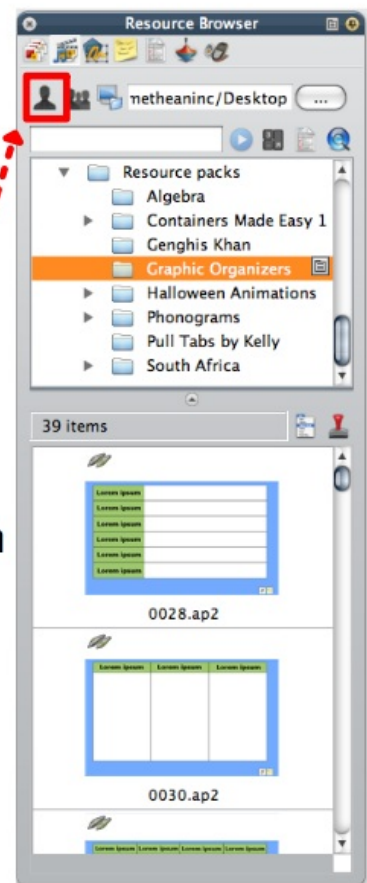 Resource Browser
metheaninc/Desktop
...
Resource packs
Algebra
Containers Made Easy 1
Genghis Khan
Graphic Organizers
Halloween Animations
Phonograms
Pull Tabs by Kelly
South Africa
39 items
Lorem ipsum
Lorem ipsum
Lorem ipsum
Lorem ipsum
Lorem ipsum
Lorem ipsum
0028.ap2
Lorem ipsum Lorem ipsum Lorem ipsum
0030.ap2
Lorem ipsum Lorem ipsum Lorem ipsum Lorem ipsum